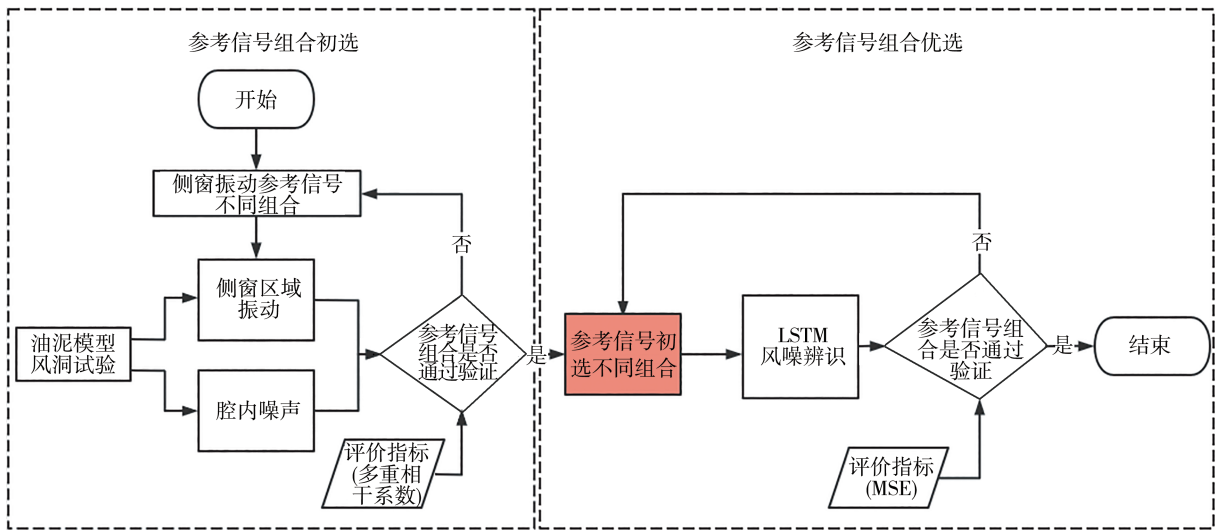 参考信号组合初选
开始
侧窗振动参考信号
不同组合
否
侧窗区域
振动
油泥模型
风洞试验
腔内噪声
参考信号
组合是否
通过验证
是
评价指标
(多重相
干系数)
参考信号组合优选
否
参考信号初
选不同组合
LSTM
风噪辨识
参考信号组
合是否通过
验证
是
结束
评价指标
(MSE)